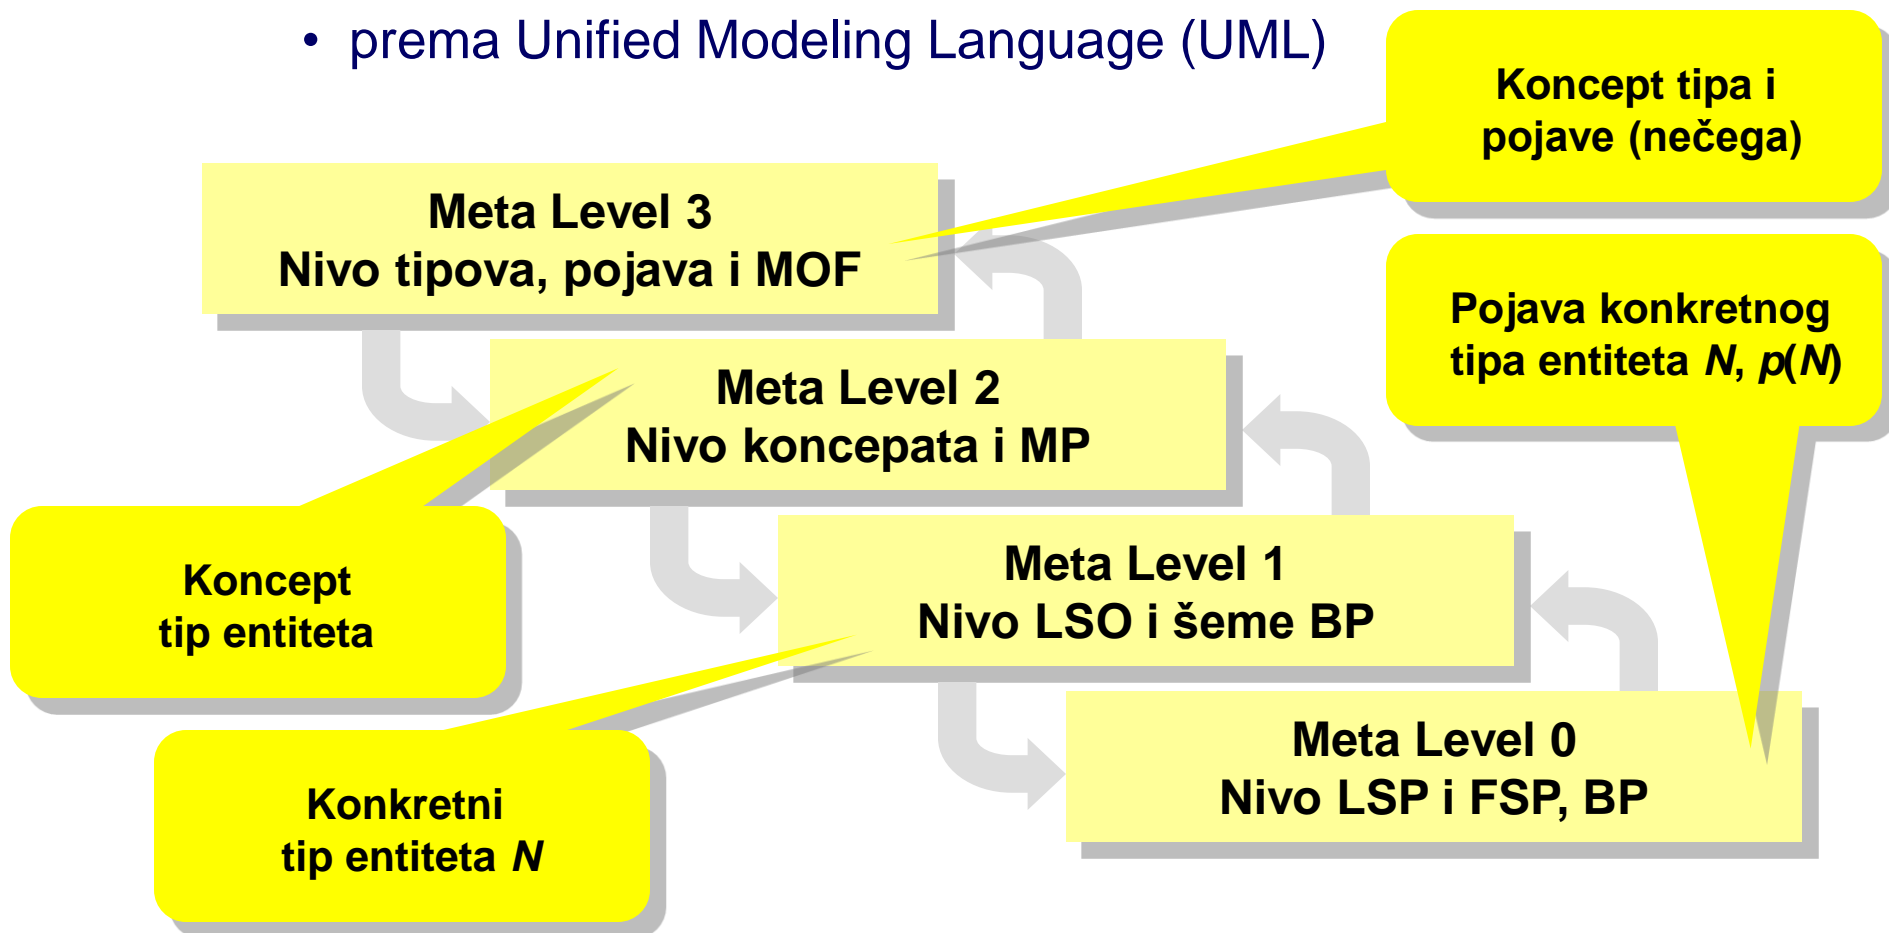 • prema Unified Modeling Language (UML)
Koncept tipa i
pojave (nečega)
Meta Level 3
Nivo tipova, pojava i MOF
Pojava konkretnog
tipa entiteta N, p(N)
Meta Level 2
Nivo koncepata i MP
Koncept
tip entiteta
Meta Level 1
Nivo LSO i šeme BP
Meta Level 0
Nivo LSP i FSP, BP
Konkretni
tip entiteta N